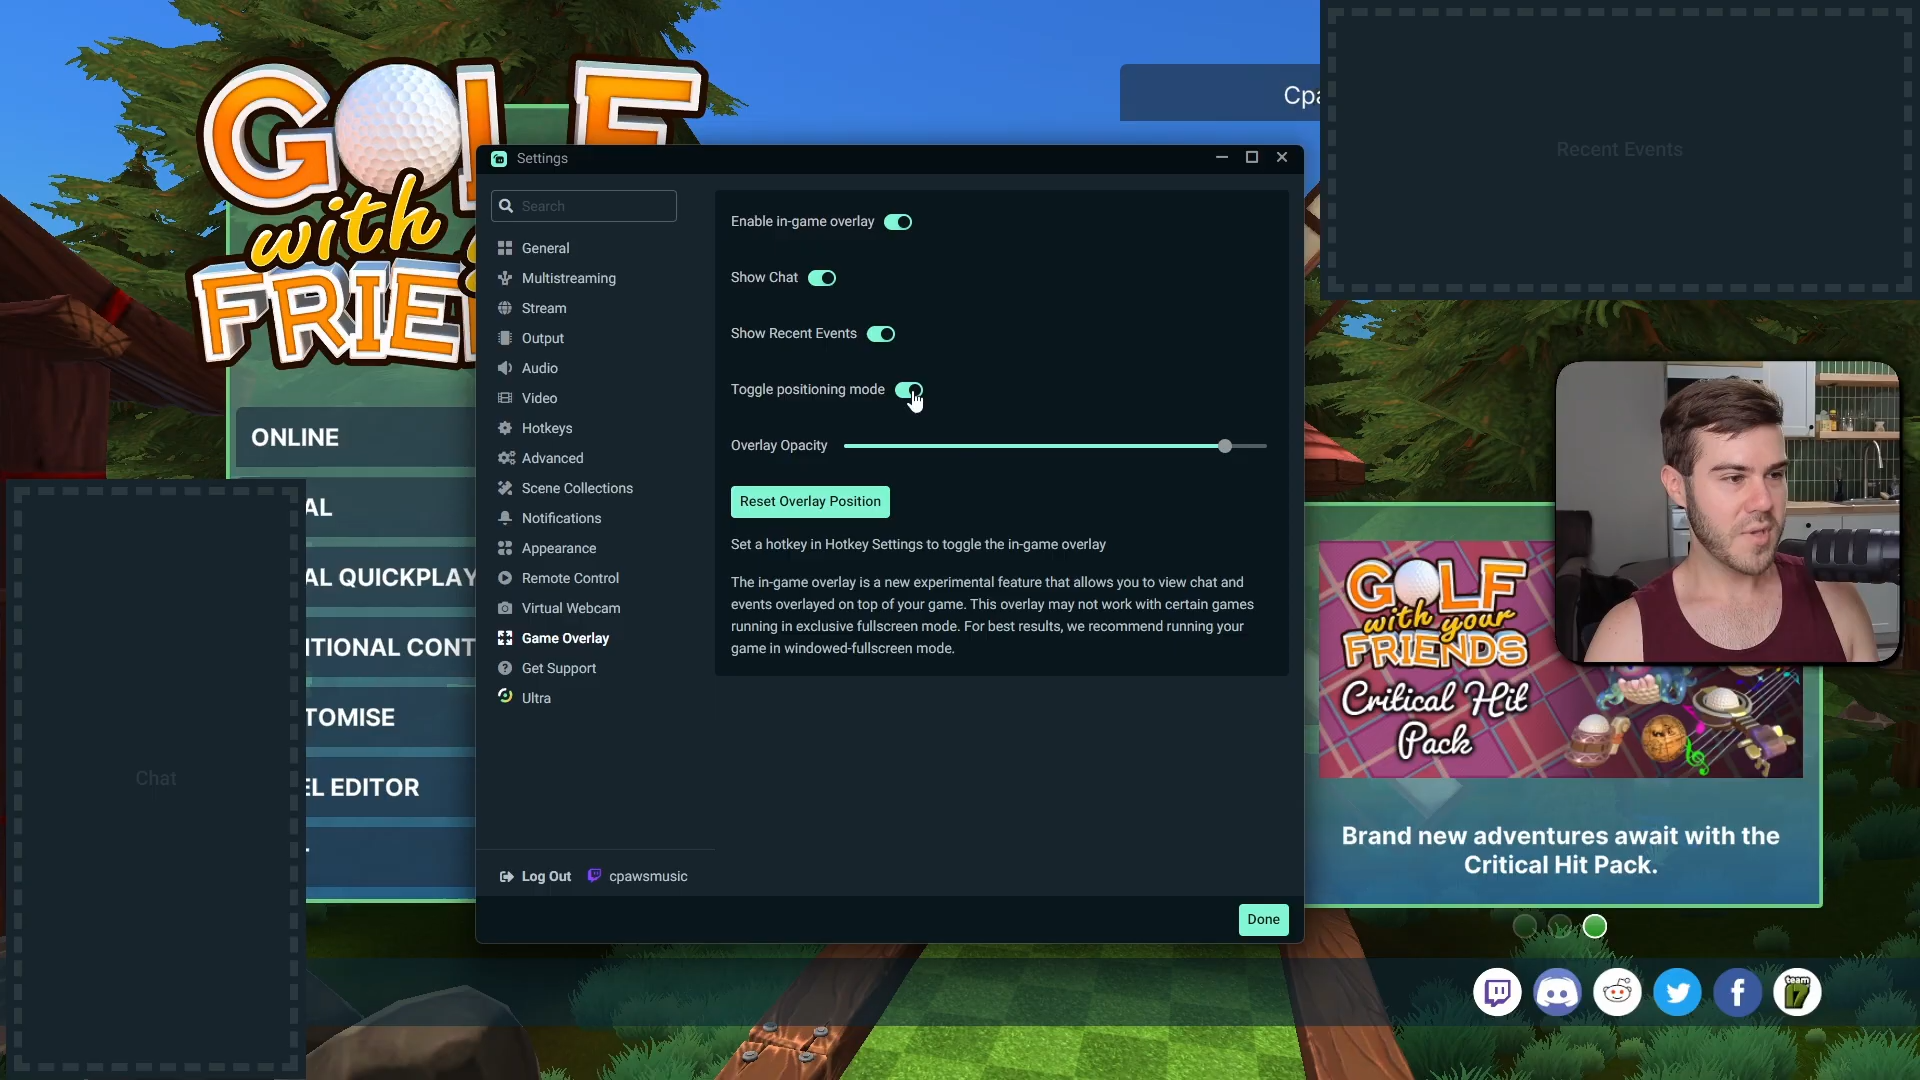 GOLF
with
FRIE
Cpa
Recent Events
Settings
Search
General
Multistreaming
Stream
Output
Audio
Video
Hotkeys
Advanced
Scene Collections
Notifications
Appearance
Remote Control
Virtual Webcam
Game Overlay
Get Support
Ultra
Log Out
cpawsmusic
Enable in-game overlay
Show Chat
Show Recent Events
Toggle positioning mode
Overlay Opacity
Reset Overlay Position
Set a hotkey in Hotkey Settings to toggle the in-game overlay
The in-game overlay is a new experimental feature that allows you to view chat and
events overlayed on top of your game. This overlay may not work with certain games
running in exclusive fullscreen mode. For best results, we recommend running your
game in windowed-fullscreen mode.
Done
ONLINE
AL
AL QUICKPLAY
ITIONAL CONT
TOMISE
EL EDITOR
Chat
GOLF
with your
FRIENDS
Critical Hit
Pack
Brand new adventures await with the
Critical Hit Pack.
team
17